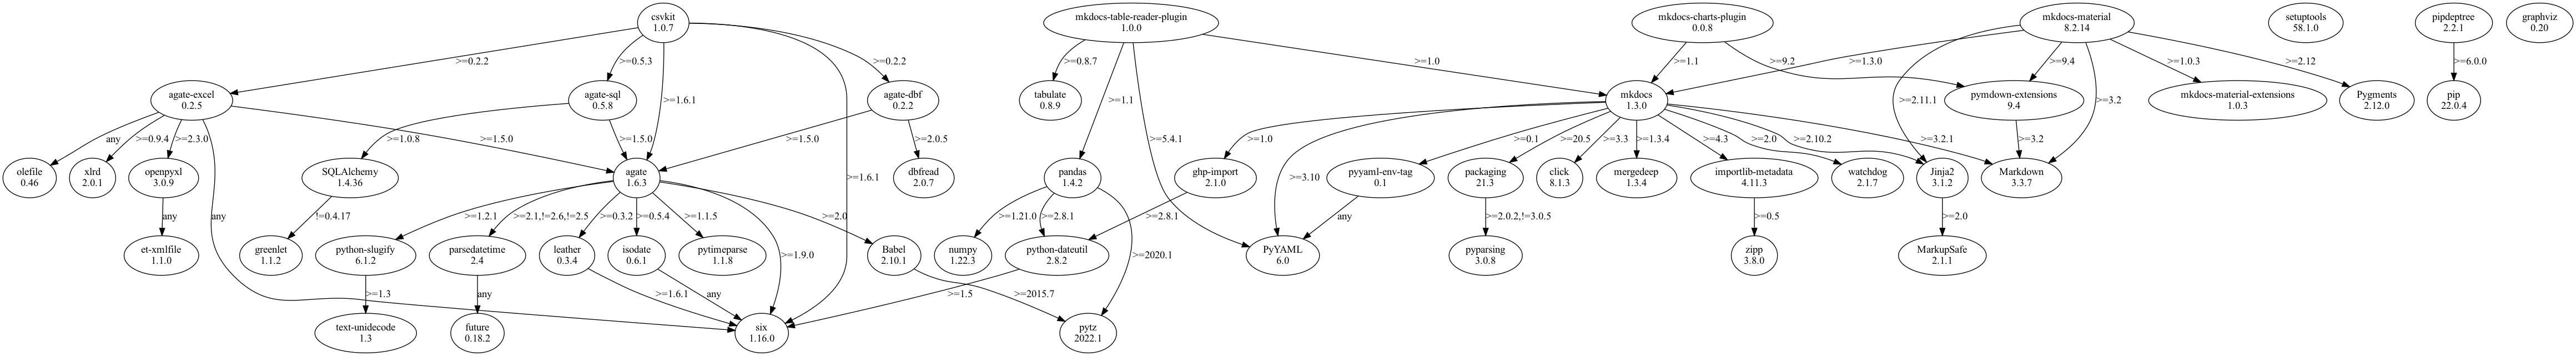 csvkit
1.0.7
mkdocs-table-reader-plugin
1.0.0
mkdocs-charts-plugin
0.0.8
mkdocs-material
8.2.14
setuptools
58.1.0
pipdeptree
2.2.1
graphviz
0.20
>=0.2.2
>=0.5.3
>=1.6.1
>=0.2.2
>=0.8.7
>=1.1
>=1.0
>=1.1
>=9.2
>=1.3.0
>=9.4
>=1.0.3
>=2.12
>=6.0.0
agate-excel
0.2.5
agate-sql
0.5.8
agate-dbf
0.2.2
tabulate
0.8.9
mkdocs
1.3.0
>=2.11.1
pymdown-extensions
9.4
>=3.2
mkdocs-material-extensions
1.0.3
Pygments
2.12.0
pip
22.0.4
any
>=0.9.4
>=2.3.0
>=1.5.0
>=1.0.8
>=1.5.0
>=1.5.0
>=2.0.5
>=5.4.1
>=1.0
>=0.1
>=20.5
>=3.3
>=1.3.4
>=4.3
>=2.0
>=2.10.2
>=3.2.1
>=3.2
olefile
0.46
xlrd
2.0.1
openpyxl
3.0.9
SQLAlchemy
1.4.36
agate
1.6.3
>=1.6.1
dbfread
2.0.7
pandas
1.4.2
ghp-import
2.1.0
>=3.10
pyyaml-env-tag
0.1
packaging
21.3
click
8.1.3
mergedeep
1.3.4
importlib-metadata
4.11.3
watchdog
2.1.7
Jinja2
3.1.2
Markdown
3.3.7
any
any
!=0.4.17
>=1.2.1
>=2.1,!=2.6,!=2.5
>=0.3.2
>=0.5.4
>=1.1.5
>=2.0
>=1.21.0
>=2.8.1
>=2.8.1
any
>=2.0.2,!=3.0.5
>=0.5
>=2.0
et-xmlfile
1.1.0
greenlet
1.1.2
python-slugify
6.1.2
parsedatetime
2.4
leather
0.3.4
isodate
0.6.1
pytimeparse
1.1.8
>=1.9.0
Babel
2.10.1
numpy
1.22.3
python-dateutil
2.8.2
>=2020.1
PyYAML
6.0
pyparsing
3.0.8
zipp
3.8.0
MarkupSafe
2.1.1
>=1.3
any
>=1.6.1
any
>=1.5
>=2015.7
text-unidecode
1.3
future
0.18.2
six
1.16.0
pytz
2022.1